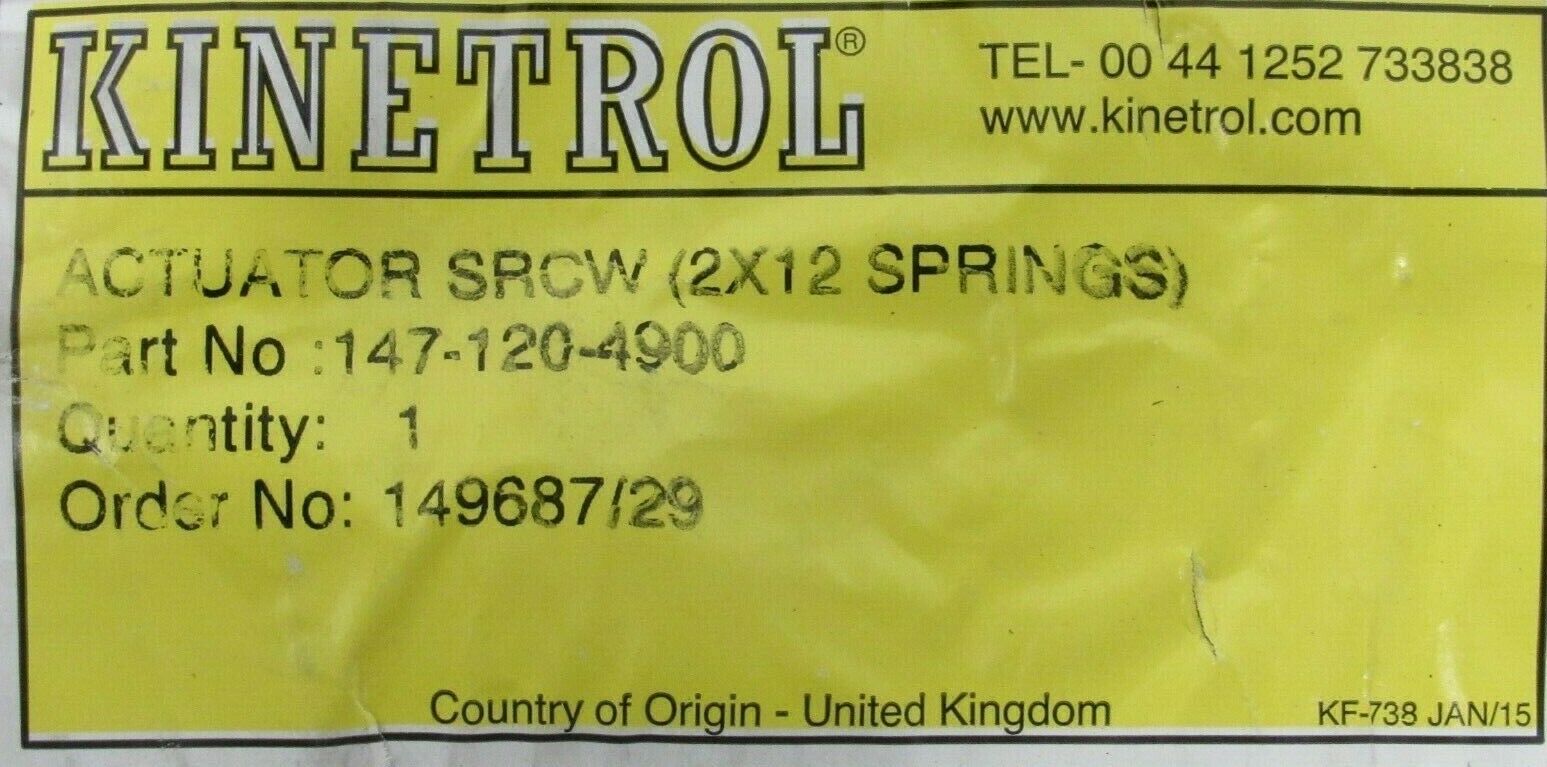 KINETROL®
TEL- 00 44 1252 733838
www.kinetrol.com
ACTUATOR SRCW (2X12 SPRINGS)
Part No :147-120-4900
Quantity: 1
Order No: 149687/29
Country of Origin - United Kingdom
KF-738 JAN/15